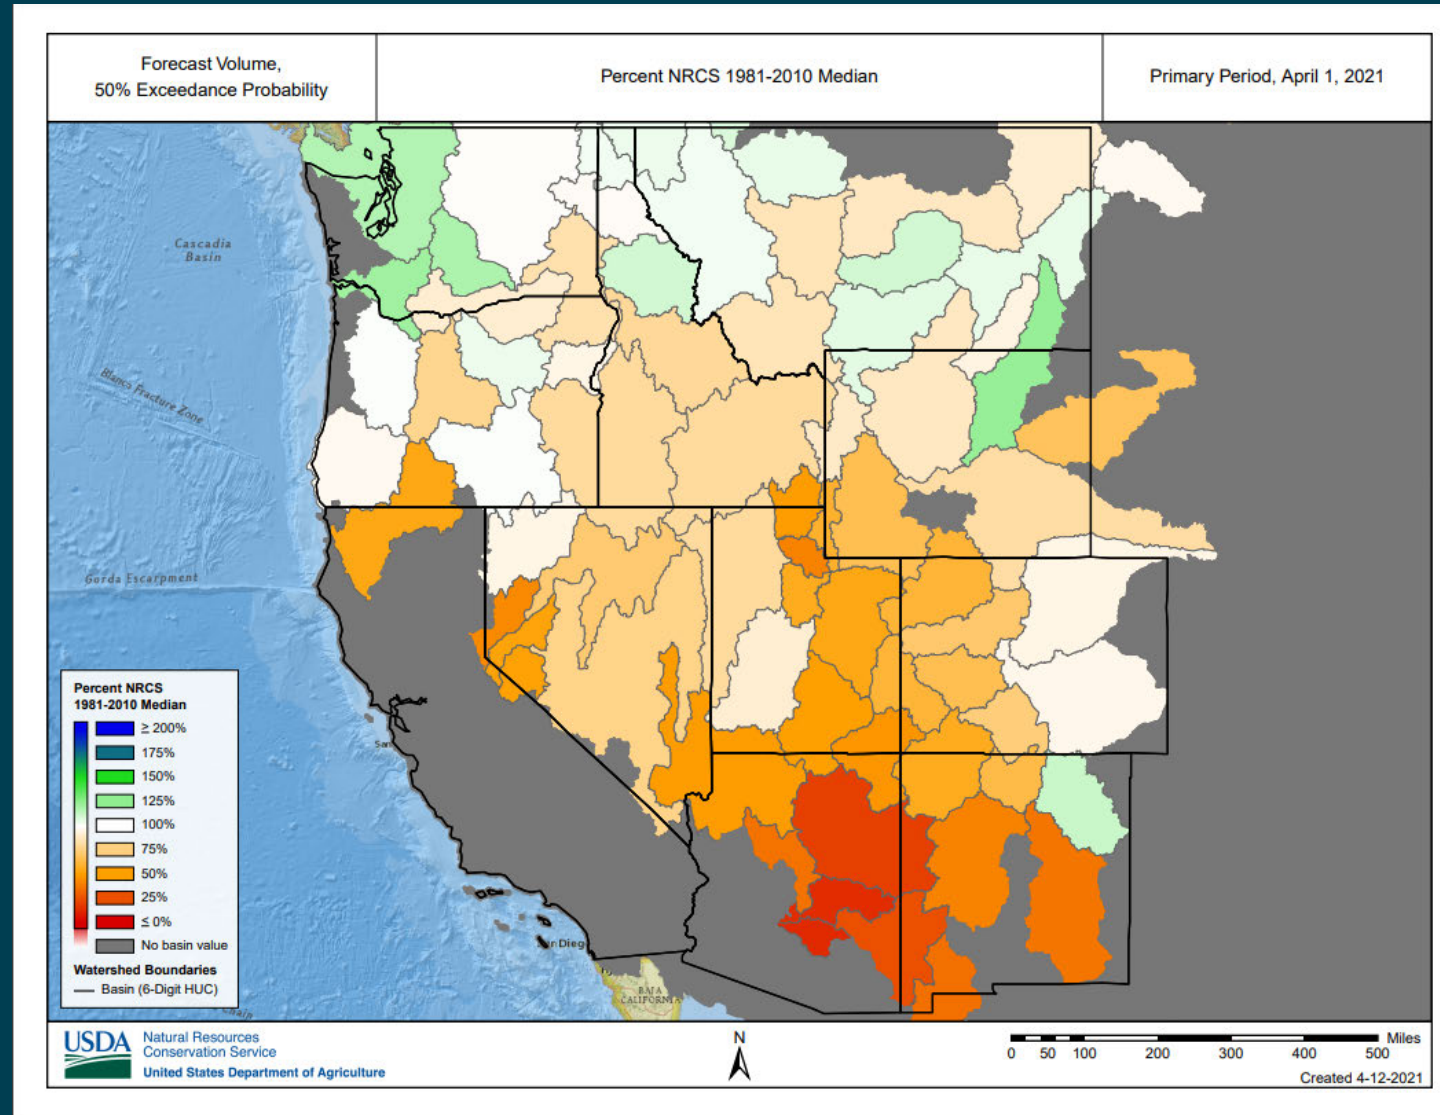 Forecast Volume,
50% Exceedance Probability
Percent NRCS 1981-2010 Median
Primary Period, April 1, 2021
Cascadia
Basin
Blanco Fracture Zone
Gorda Escarpment
Percent NRCS
1981-2010 Median
≥ 200%
175%
150%
125%
100%
75%
50%
25%
≤ 0%
No basin value
Watershed Boundaries
Basin (6-Digit HUC)
San
Dieg
BAJA
CALIFORNIA
Chain
USDA
Natural Resources
Conservation Service
United States Department of Agriculture
N
Miles
0 50 100 200 300 400 500
Created 4-12-2021